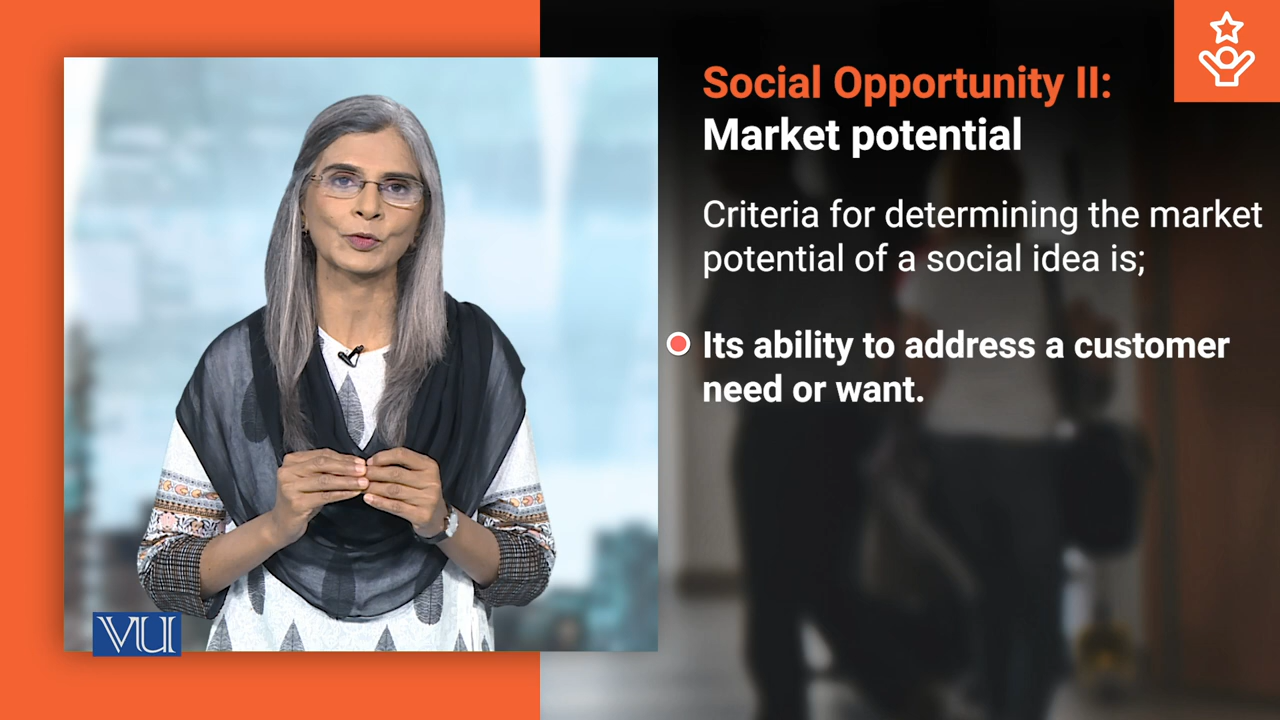 Social Opportunity II:
Market potential
Criteria for determining the market
potential of a social idea is;
Its ability to address a customer
need or want.
VU